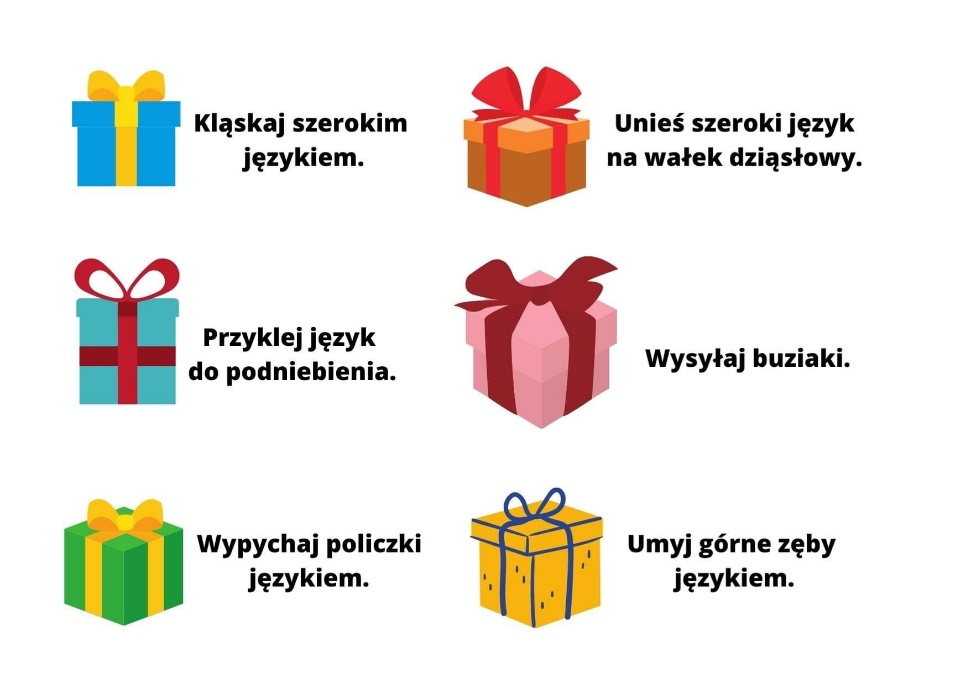 Kląskaj szerokim
językiem.
Unieś szeroki język
na wałek dziąsłowy.
Przyklej język
do podniebienia.
Wysyłaj buziaki.
Wypychaj policzki
językiem.
Umyj górne zęby
językiem.